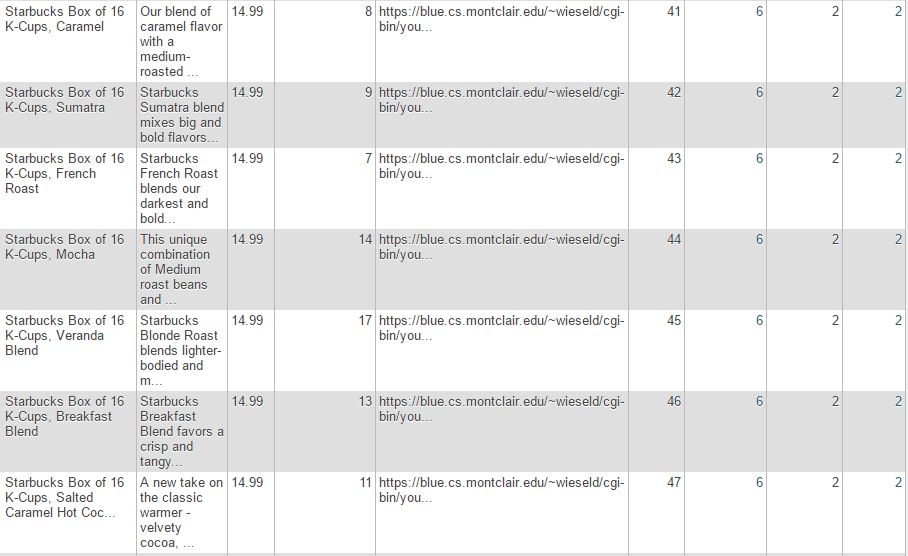 Starbucks Box of 16 Our blend of 14.99 8 https://blue.cs.montclair.edu/~wieseld/cgi- 41 6 2 2
K-Cups, Caramel caramel flavor bin/you...
with a
medium-
roasted ...
Starbucks Box of 16 Starbucks 14.99 9 https://blue.cs.montclair.edu/~wieseld/cgi- 42 6 2 2
K-Cups, Sumatra Sumatra blend bin/you...
mixes big and
bold flavors...
Starbucks Box of 16 Starbucks 14.99 7 https://blue.cs.montclair.edu/~wieseld/cgi- 43 6 2 2
K-Cups, French French Roast bin/you...
Roast blends our
darkest and
bold...
Starbucks Box of 16 This unique 14.99 14 https://blue.cs.montclair.edu/~wieseld/cgi- 44 6 2 2
K-Cups, Mocha combination bin/you...
of Medium
roast beans
and ...
Starbucks Box of 16 Starbucks 14.99 17 https://blue.cs.montclair.edu/~wieseld/cgi- 45 6 2 2
K-Cups, Veranda Blonde Roast bin/you...
Blend blends lighter-
bodied and
m...
Starbucks Box of 16 Starbucks 14.99 13 https://blue.cs.montclair.edu/~wieseld/cgi- 46 6 2 2
K-Cups, Breakfast Breakfast bin/you...
Blend Blend favors a
crisp and
tangy...
Starbucks Box of 16 A new take on 14.99 11 https://blue.cs.montclair.edu/~wieseld/cgi- 47 6 2 2
K-Cups, Salted the classic bin/you...
Caramel Hot Coc... warmer -
velvety
cocoa, ...